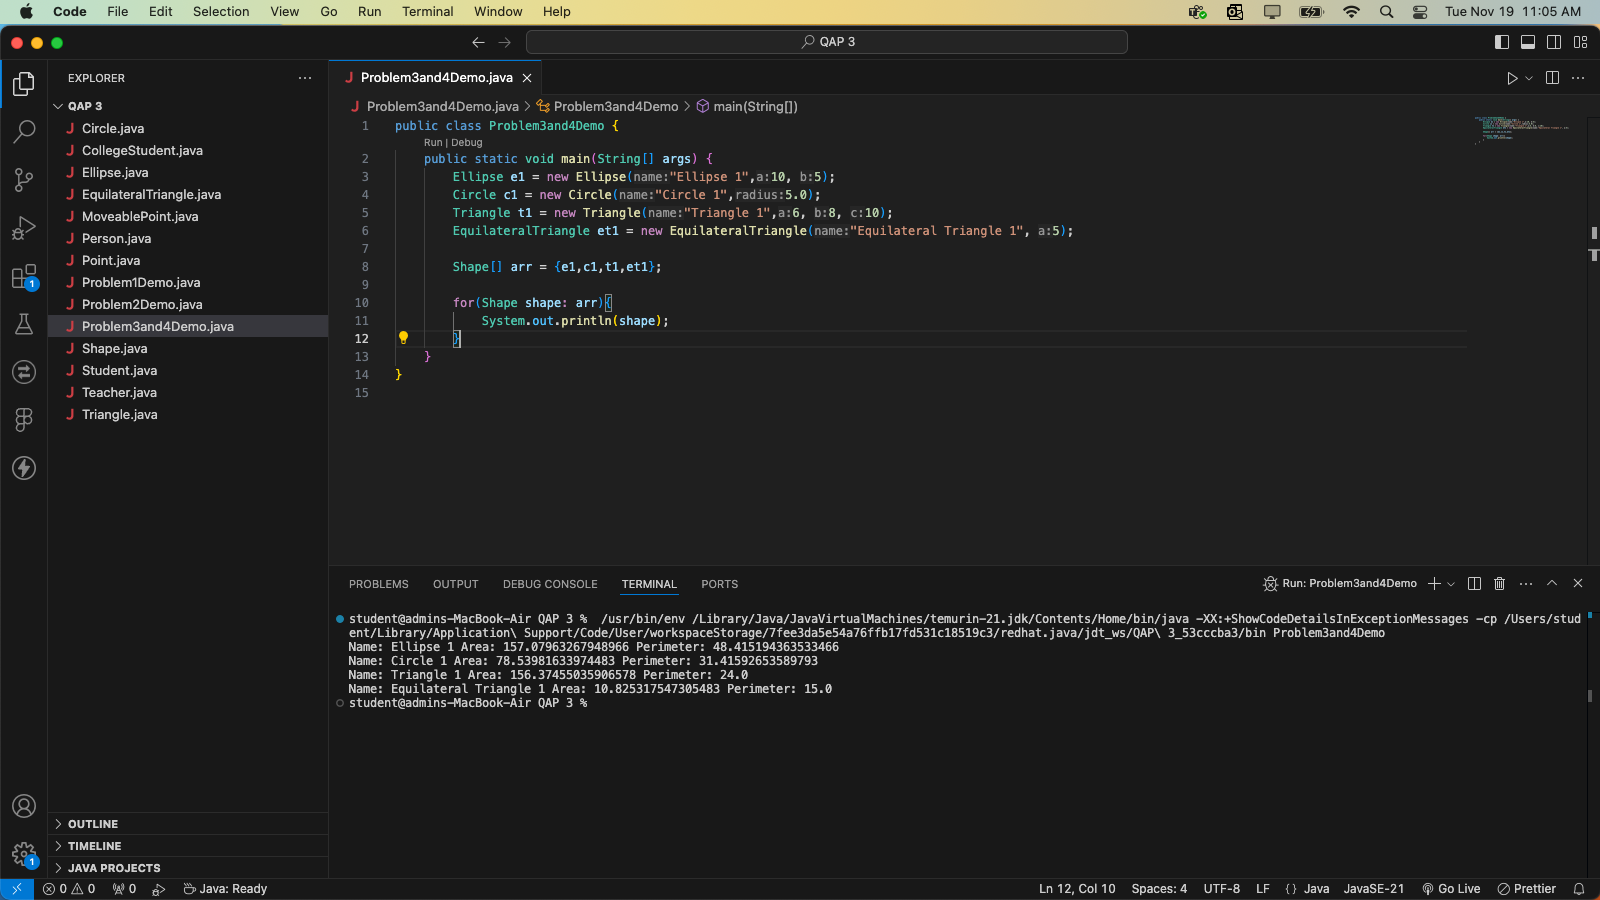 Code File Edit Selection View Go Run Terminal Window Help Tue Nov 19 11:05 AM
QAP 3
EXPLORER
QAP 3
Circle.java
CollegeStudent.java
Ellipse.java
EquilateralTriangle.java
MoveablePoint.java
Person.java
Point.java
Problem1Demo.java
Problem2Demo.java
Problem3and4Demo.java
Shape.java
Student.java
Teacher.java
Triangle.java
OUTLINE
TIMELINE
JAVA PROJECTS
1
1
Problem3and4Demo.java
Problem3and4Demo.java > Problem3and4Demo > main(String[])
1 public class Problem3and4Demo {
Run | Debug
2 public static void main(String[] args) {
3 Ellipse e1 = new Ellipse(name:"Ellipse 1",a:10, b:5);
4 Circle c1 = new Circle(name:"Circle 1",radius:5.0);
5 Triangle t1 = new Triangle(name:"Triangle 1",a:6, b:8, c:10);
6 EquilateralTriangle et1 = new EquilateralTriangle(name:"Equilateral Triangle 1", a:5);
7
8 Shape[] arr = {e1,c1,t1,et1};
9
10 for(Shape shape: arr){
11 System.out.println(shape);
12 }
13 }
14 }
15
PROBLEMS OUTPUT DEBUG CONSOLE TERMINAL PORTS Run: Problem3and4Demo
student@admins-MacBook-Air QAP 3 % /usr/bin/env /Library/Java/JavaVirtualMachines/temurin-21.jdk/Contents/Home/bin/java -XX:+ShowCodeDetailsInExceptionMessages -cp /Users/stud
ent/Library/Application\ Support/Code/User/workspaceStorage/7fee3da5e54a76ffb17fd531c18519c3/redhat.java/jdt_ws/QAP\ 3_53cccba3/bin Problem3and4Demo
Name: Ellipse 1 Area: 157.07963267948966 Perimeter: 48.415194363533466
Name: Circle 1 Area: 78.53981633974483 Perimeter: 31.41592653589793
Name: Triangle 1 Area: 156.37455035906578 Perimeter: 24.0
Name: Equilateral Triangle 1 Area: 10.825317547305483 Perimeter: 15.0
student@admins-MacBook-Air QAP 3 %
0 0 0 Java: Ready Ln 12, Col 10 Spaces: 4 UTF-8 LF {} Java JavaSE-21 Go Live Prettier